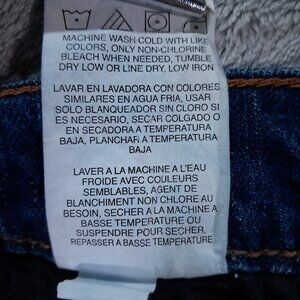 MACHINE WASH COLD WITH LIKE
COLORS, ONLY NON-CHLORINE
BLEACH WHEN NEEDED, TUMBLE
DRY LOW OR LINE DRY, LOW IRON
LAVAR EN LAVADORA CON COLORES
SIMILARES EN AGUA FRIA, USAR
SOLO BLANQUEADOR SIN CLORO SI
ES NECESARIO, SECAR COLGADO O
EN SECADORA A TEMPERATURA
BAJA, PLANCHAR A TEMPERATURA
BAJA
LAVER A LA MACHINE A L'EAU
FROIDE AVEC COULEURS
SEMBLABLES, AGENT DE
BLANCHIMENT NON CHLORE AU
BESOIN, SECHER A LA MACHINE A
BASSE TEMPERATURE OU
SUSPENDRE POUR SECHER,
REPASSER A BASSE TEMPERATURE